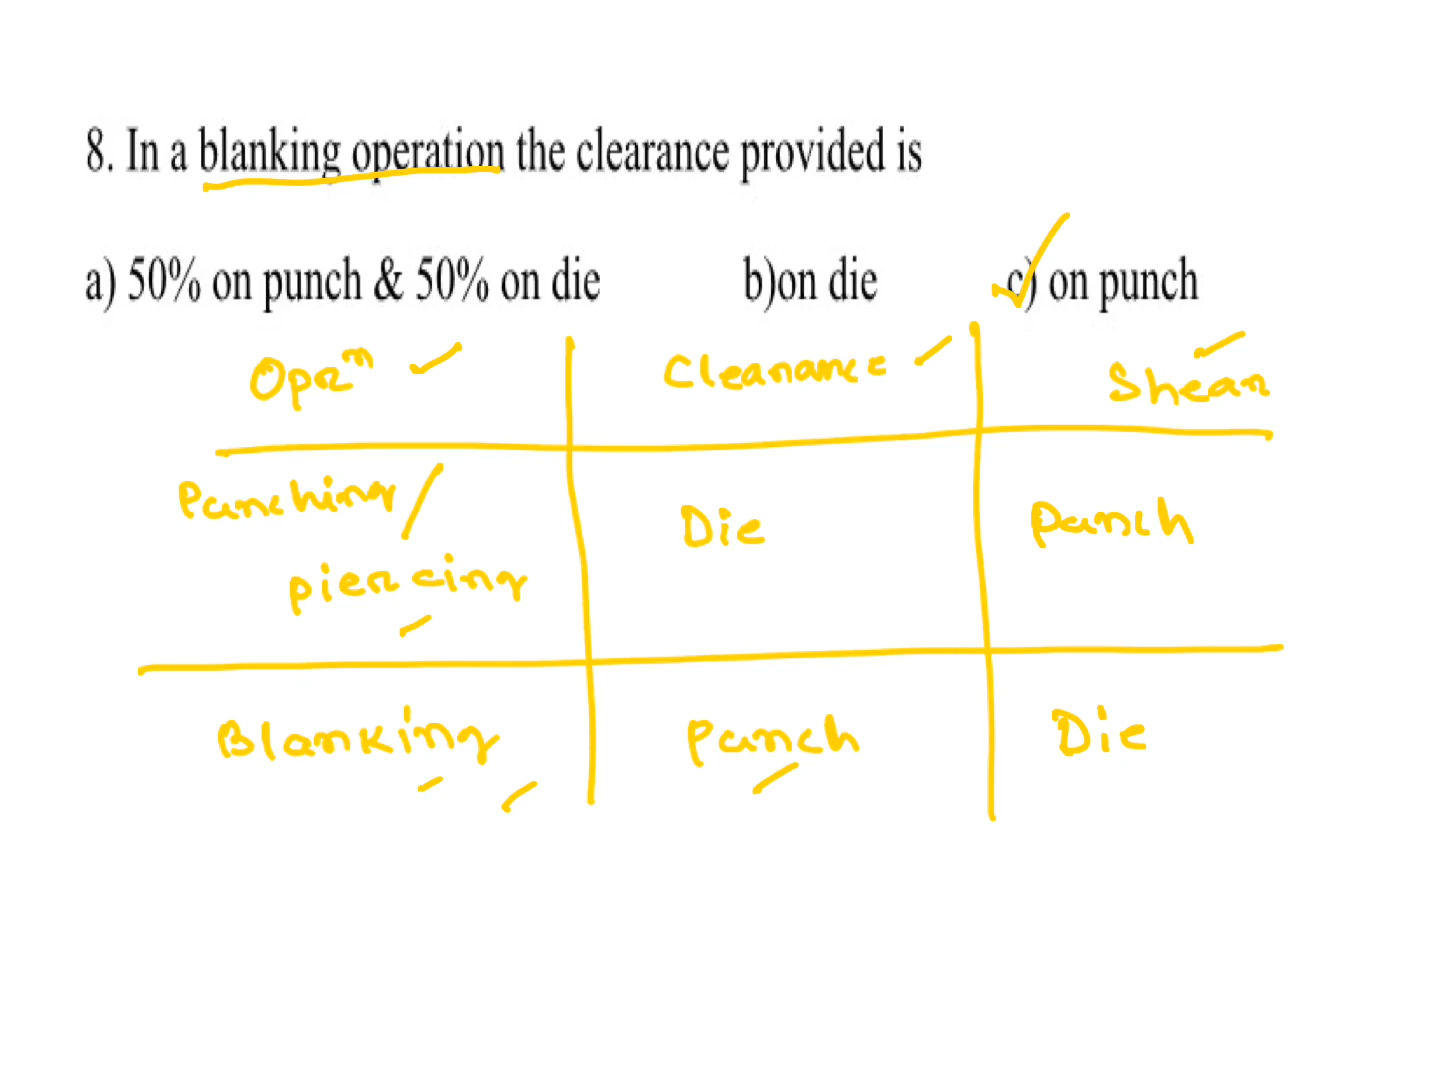 8. In a blanking operation the clearance provided is
a) 50% on punch & 50% on die b)on die c) on punch
Oprⁿ Clearance Shear
Punching/ Die Punch
piercing
Blanking Punch Die